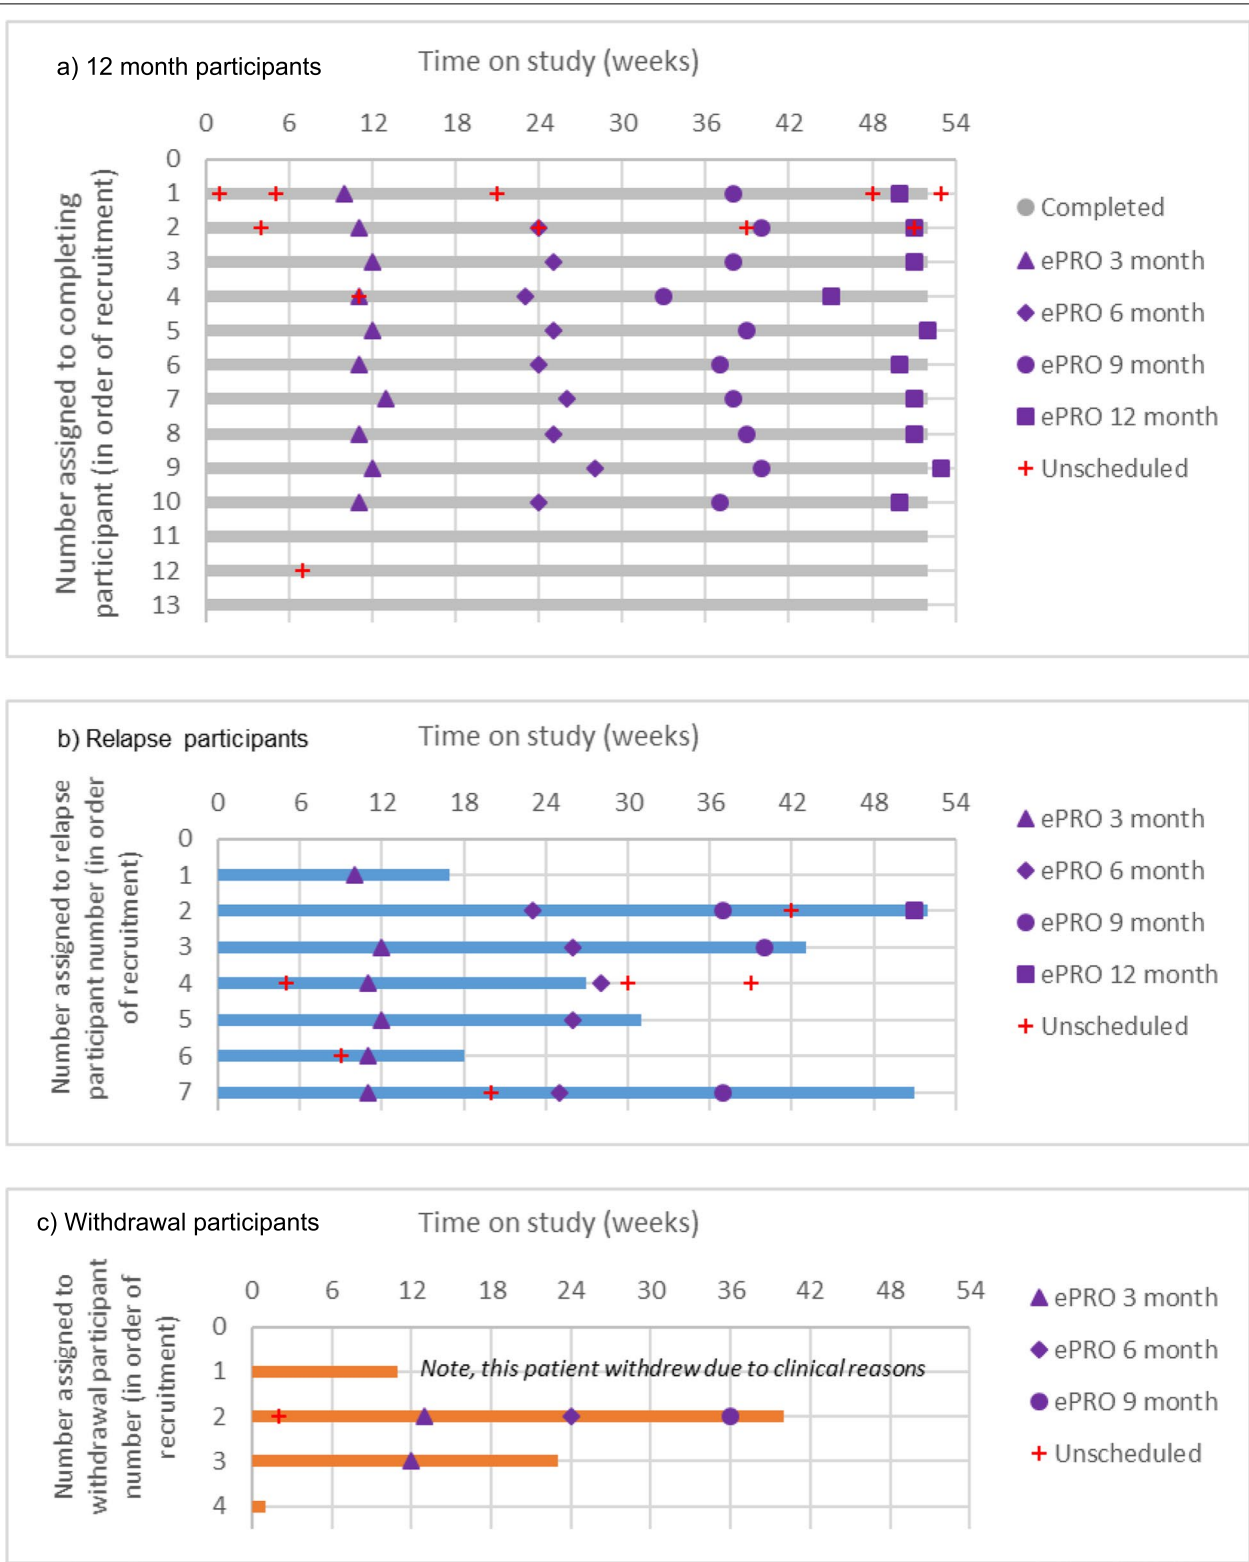 a) 12 month participants
Time on study (weeks)
0 6 12 18 24 30 36 42 48 54
Number assigned to completing
participant (in order of recruitment)
0
1
2
3
4
5
6
7
8
9
10
11
12
13
Completed
ePRO 3 month
ePRO 6 month
ePRO 9 month
ePRO 12 month
Unscheduled
b) Relapse participants
Time on study (weeks)
0 6 12 18 24 30 36 42 48 54
Number assigned to relapse
participant number (in order
of recruitment)
0
1
2
3
4
5
6
7
ePRO 3 month
ePRO 6 month
ePRO 9 month
ePRO 12 month
Unscheduled
c) Withdrawal participants
Time on study (weeks)
0 6 12 18 24 30 36 42 48 54
Number assigned to
withdrawal participant
number (in order of
recruitment)
0
1
2
3
4
Note, this patient withdrew due to clinical reasons
ePRO 3 month
ePRO 6 month
ePRO 9 month
Unscheduled